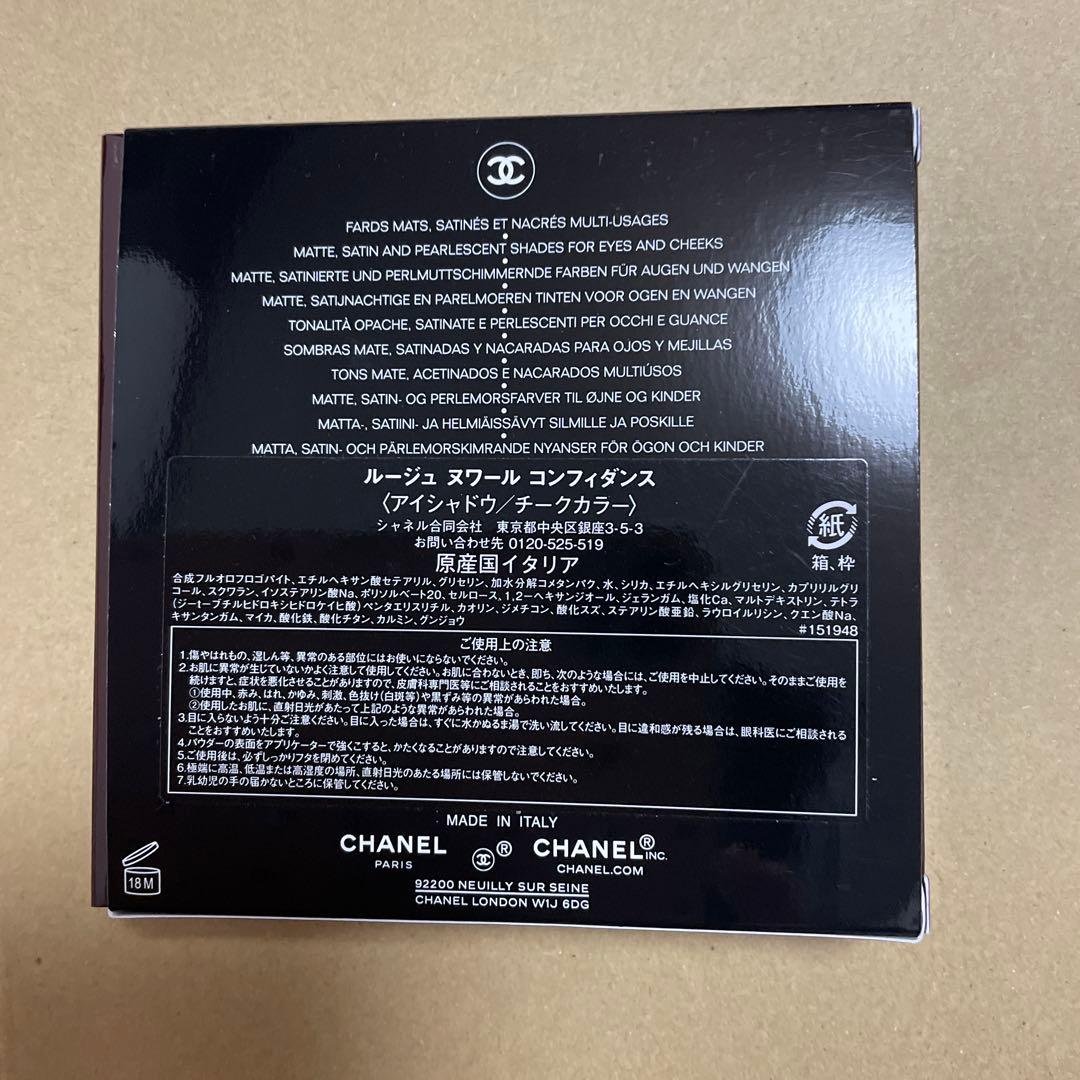 FARDS MATS, SATINÉS ET NACRÉS MULTI-USAGES
MATTE, SATIN AND PEARLESCENT SHADES FOR EYES AND CHEEKS
MATTE, SATINIERTE UND PERLMUTTSCHIMMERNDE FARBEN FÜR AUGEN UND WANGEN
MATTE, SATIJNACHTIGE EN PARELMOEREN TINTEN VOOR OGEN EN WANGEN
TONALITÀ OPACHE, SATINATE E PERLESCENTI PER OCCHI E GUANCE
SOMBRAS MATE, SATINADAS Y NACARADAS PARA OJOS Y MEJILLAS
TONS MATE, ACETINADOS E NACARADOS MULTIÚSOS
MATTE, SATIN- OG PERLEMORSFARVER TIL ØJNE OG KINDER
MATTA-, SATIINI- JA HELMIÄISSÄVYT SILMILLE JA POSKILLE
MATTA, SATIN- OCH PÄRLEMORSKIMRANDE NYANSER FÖR ÖGON OCH KINDER
ルージュ ヌワール コンフィダンス
〈アイシャドウ／チークカラー〉
シャネル合同会社 東京都中央区銀座3-5-3
お問い合わせ先 0120-525-519
原産国イタリア
紙
箱、枠
合成フルオロフロゴパイト、エチルヘキサン酸セテアリル、グリセリン、加水分解コメタンパク、水、シリカ、エチルヘキシルグリセリン、カプリリルグリ
コール、スクワラン、イソステアリン酸Na、ポリソルベート20、セルロース、1,2-ヘキサンジオール、ジェランガム、塩化Ca、マルトデキストリン、テトラ
(ジ-t-ブチルヒドロキシヒドロケイヒ酸)ペンタエリスリチル、カオリン、ジメチコン、酸化スズ、ステアリン酸亜鉛、ラウロイルリシン、クエン酸Na、
キサンタンガム、マイカ、酸化鉄、酸化チタン、カルミン、グンジョウ
#151948
ご使用上の注意
1.傷やはれもの、湿しん等、異常のある部位にはお使いにならないでください。
2.お肌に異常が生じていないかよく注意して使用してください。お肌に合わないとき、即ち、次のような場合には、ご使用を中止してください。そのままご使用を
続けますと、症状を悪化させることがありますので、皮膚科専門医等にご相談されることをおすすめいたします。
①使用中、赤み、はれ、かゆみ、刺激、色抜け(白斑等)や黒ずみ等の異常があらわれた場合。
②使用したお肌に、直射日光があたって上記のような異常があらわれた場合。
3.目に入らないよう十分ご注意ください。目に入った場合は、すぐに水かぬるま湯で洗い流してください。目に違和感が残る場合は、眼科医にご相談される
ことをおすすめいたします。
4.パウダーの表面をアプリケーターで強くこすると、かたくなることがありますので注意してください。
5.ご使用後は、必ずしっかりフタを閉めてください。
6.極端に高温、低温または高湿度の場所、直射日光のあたる場所には保管しないでください。
7.乳幼児の手の届かないところに保管してください。
MADE IN ITALY
CHANEL
PARIS
®
CHANEL® INC.
CHANEL.COM
18 M
92200 NEUILLY SUR SEINE
CHANEL LONDON W1J 6DG